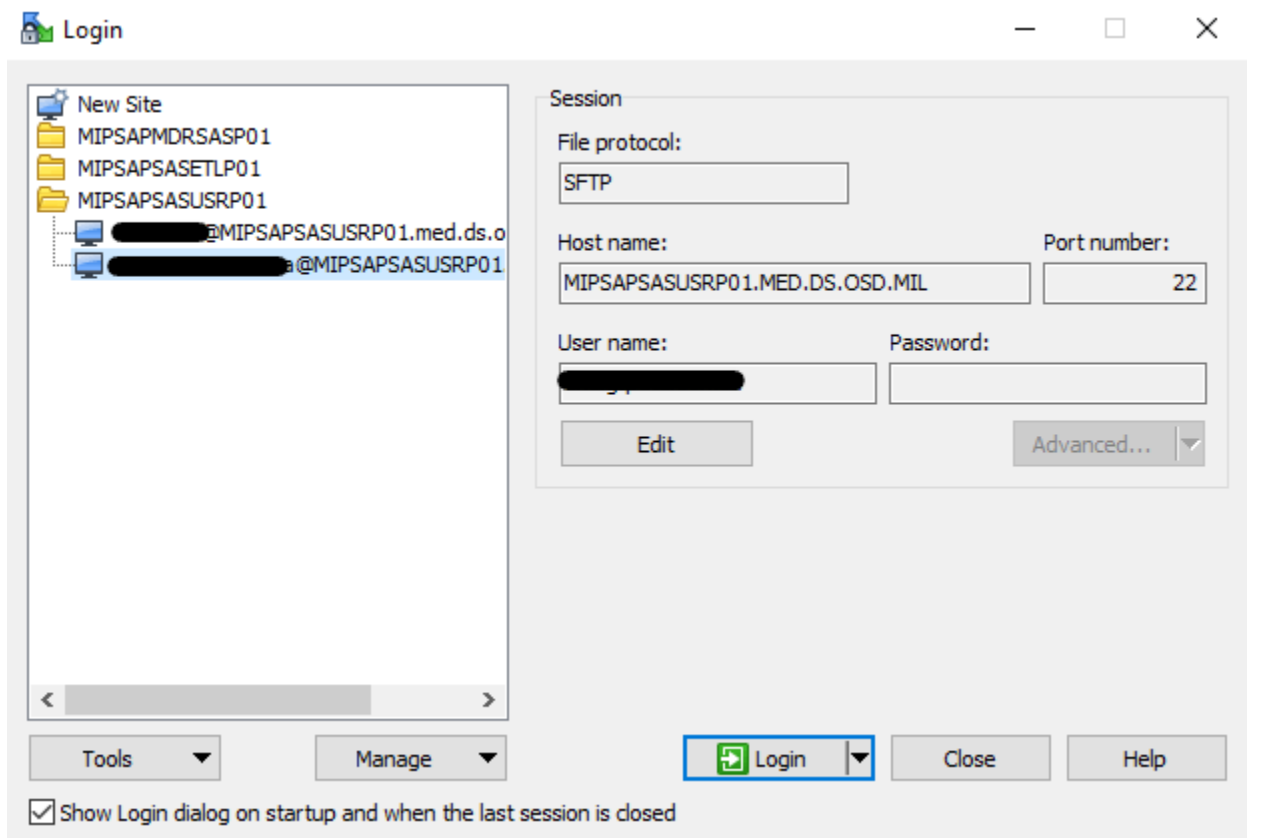 Login
New Site
MIPSAPMDRSASP01
MIPSAPSASETLP01
MIPSAPSASUSRP01
@MIPSAPSASUSRP01.med.ds.o
a@MIPSAPSASUSRP01.
Session
File protocol:
SFTP
Host name:
Port number:
MIPSAPSASUSRP01.MED.DS.OSD.MIL
22
User name:
Password:
Edit
Advanced...
Tools
Manage
Login
Close
Help
Show Login dialog on startup and when the last session is closed